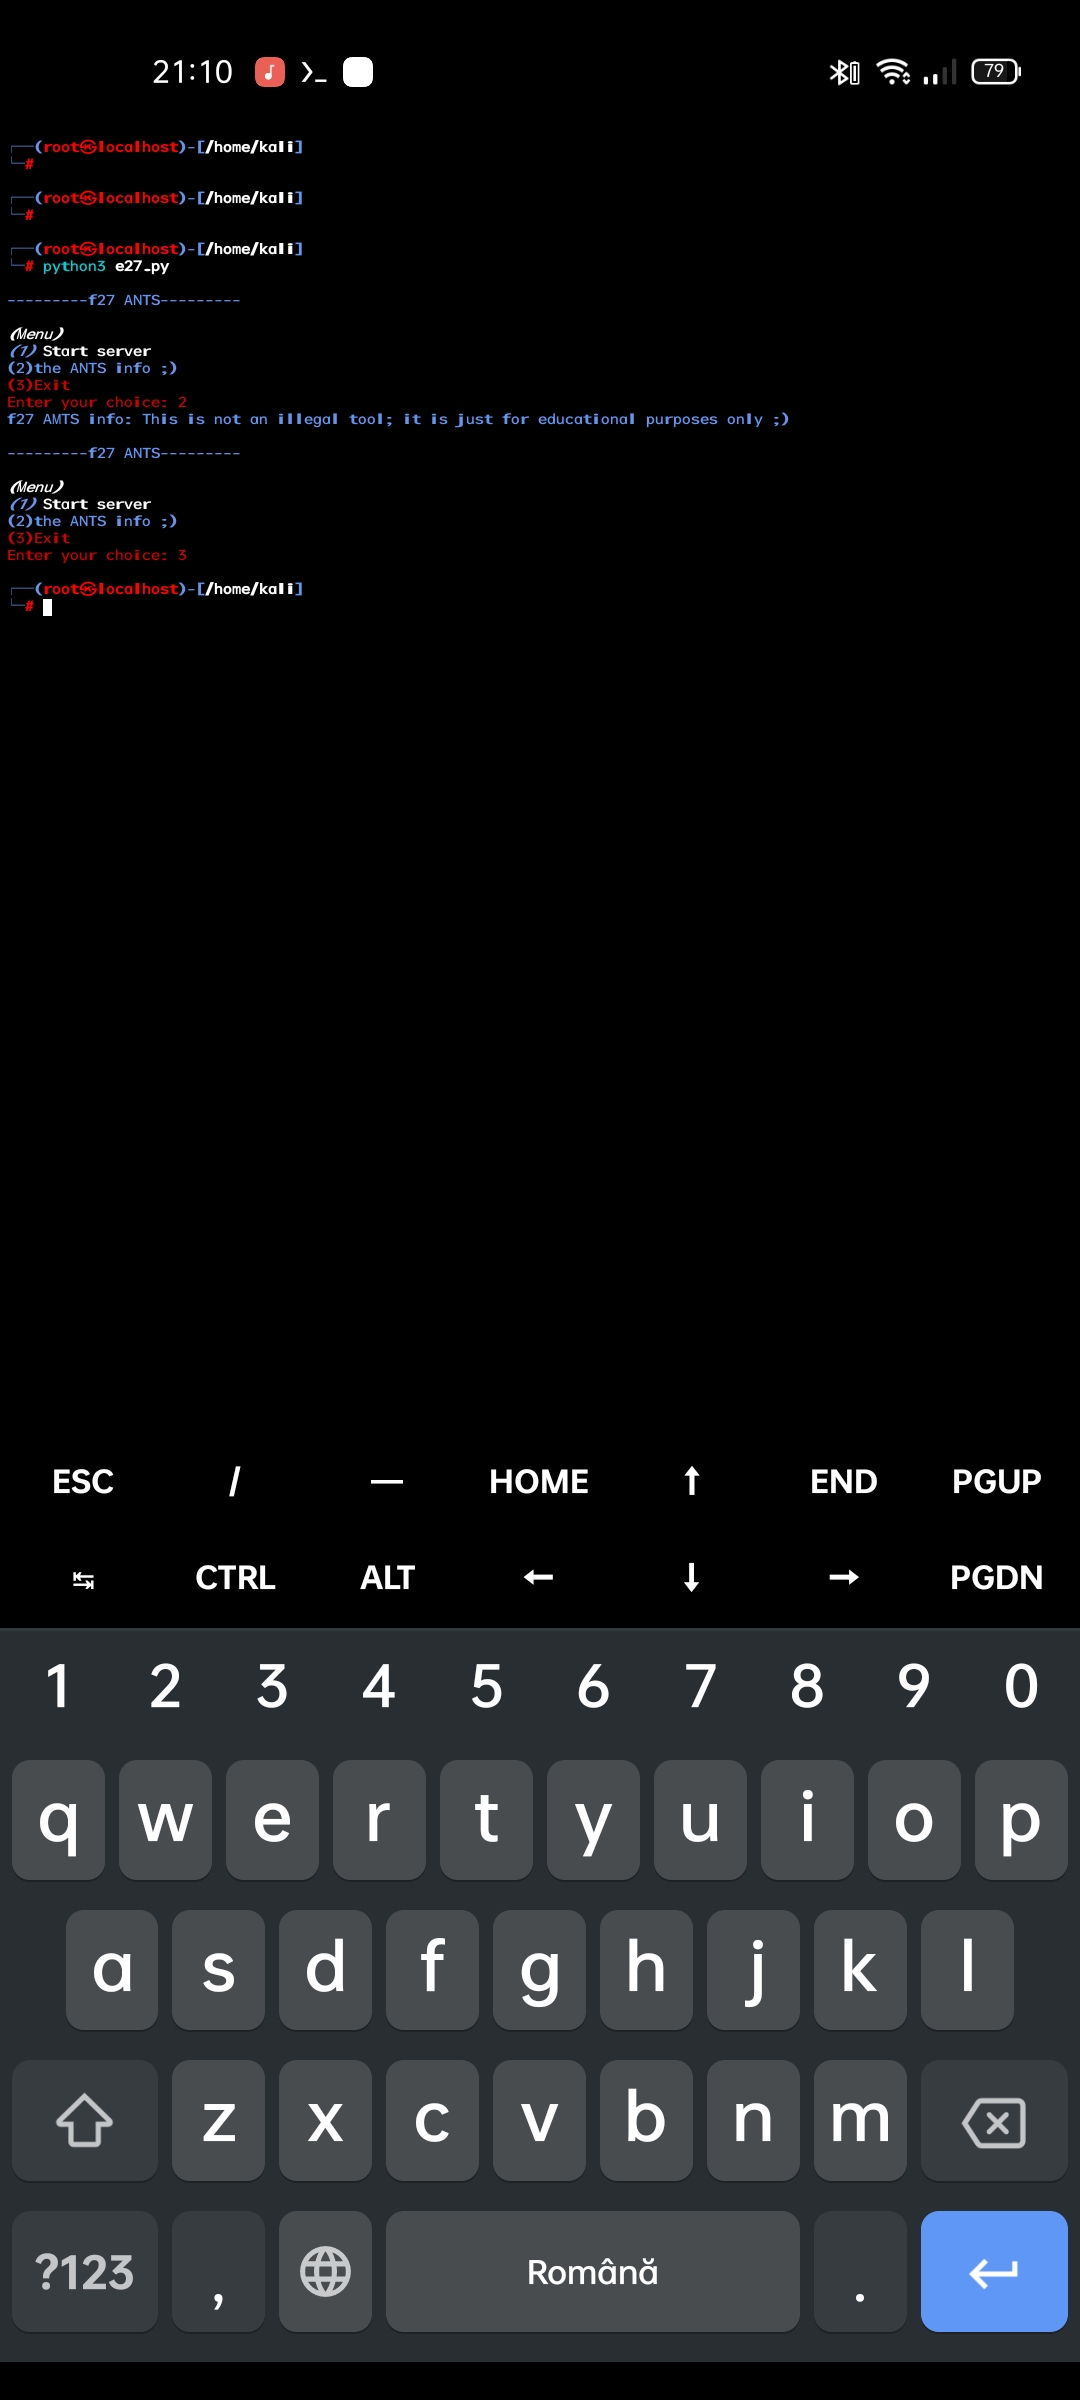 21:10
79
┌──(root㉿localhost)-[/home/kali]
└─#
┌──(root㉿localhost)-[/home/kali]
└─#
┌──(root㉿localhost)-[/home/kali]
└─# python3 e27.py
---------f27 ANTS---------
(Menu)
(1) Start server
(2)the ANTS info ;)
(3)Exit
Enter your choice: 2
f27 AMTS info: This is not an illegal tool; it is just for educational purposes only ;)
---------f27 ANTS---------
(Menu)
(1) Start server
(2)the ANTS info ;)
(3)Exit
Enter your choice: 3
┌──(root㉿localhost)-[/home/kali]
└─#
ESC / — HOME ↑ END PGUP
↹ CTRL ALT ← ↓ → PGDN
1 2 3 4 5 6 7 8 9 0
q w e r t y u i o p
a s d f g h j k l
z x c v b n m
?123 , Română .